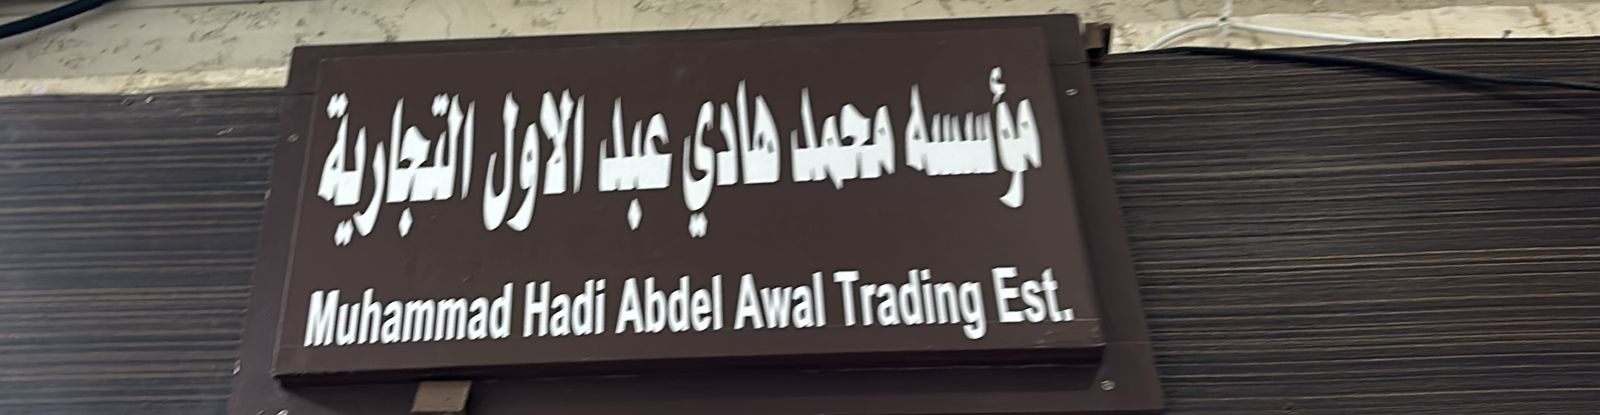 مؤسسه محمد هادي عبد الاول التجارية
Muhammad Hadi Abdel Awal Trading Est.